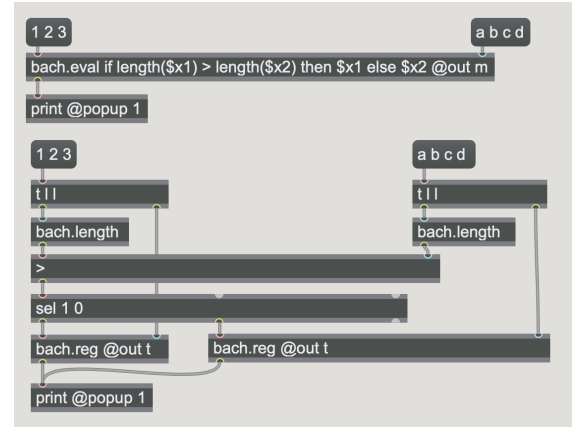 1 2 3
a b c d
bach.eval if length($x1) > length($x2) then $x1 else $x2 @out m
print @popup 1
1 2 3
a b c d
t l l
t l l
bach.length
bach.length
>
sel 1 0
bach.reg @out t
bach.reg @out t
print @popup 1